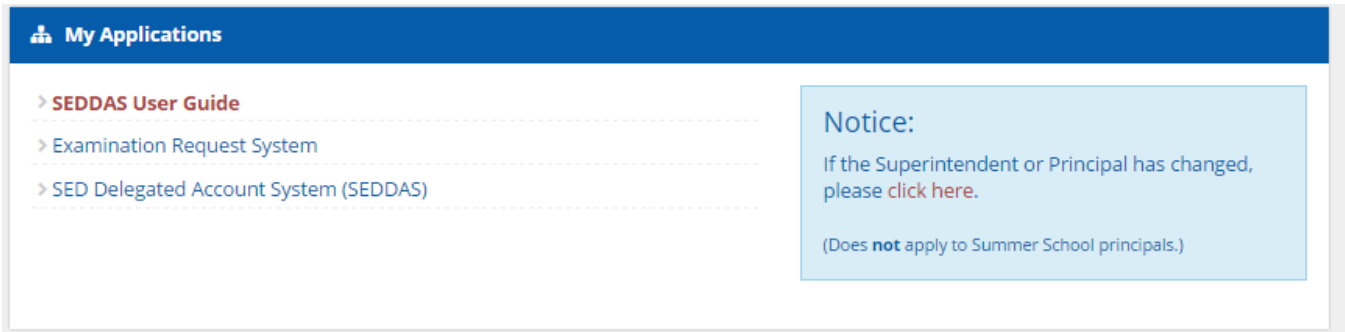 My Applications
SEDDAS User Guide
Examination Request System
SED Delegated Account System (SEDDAS)
Notice:
If the Superintendent or Principal has changed,
please click here.
(Does not apply to Summer School principals.)